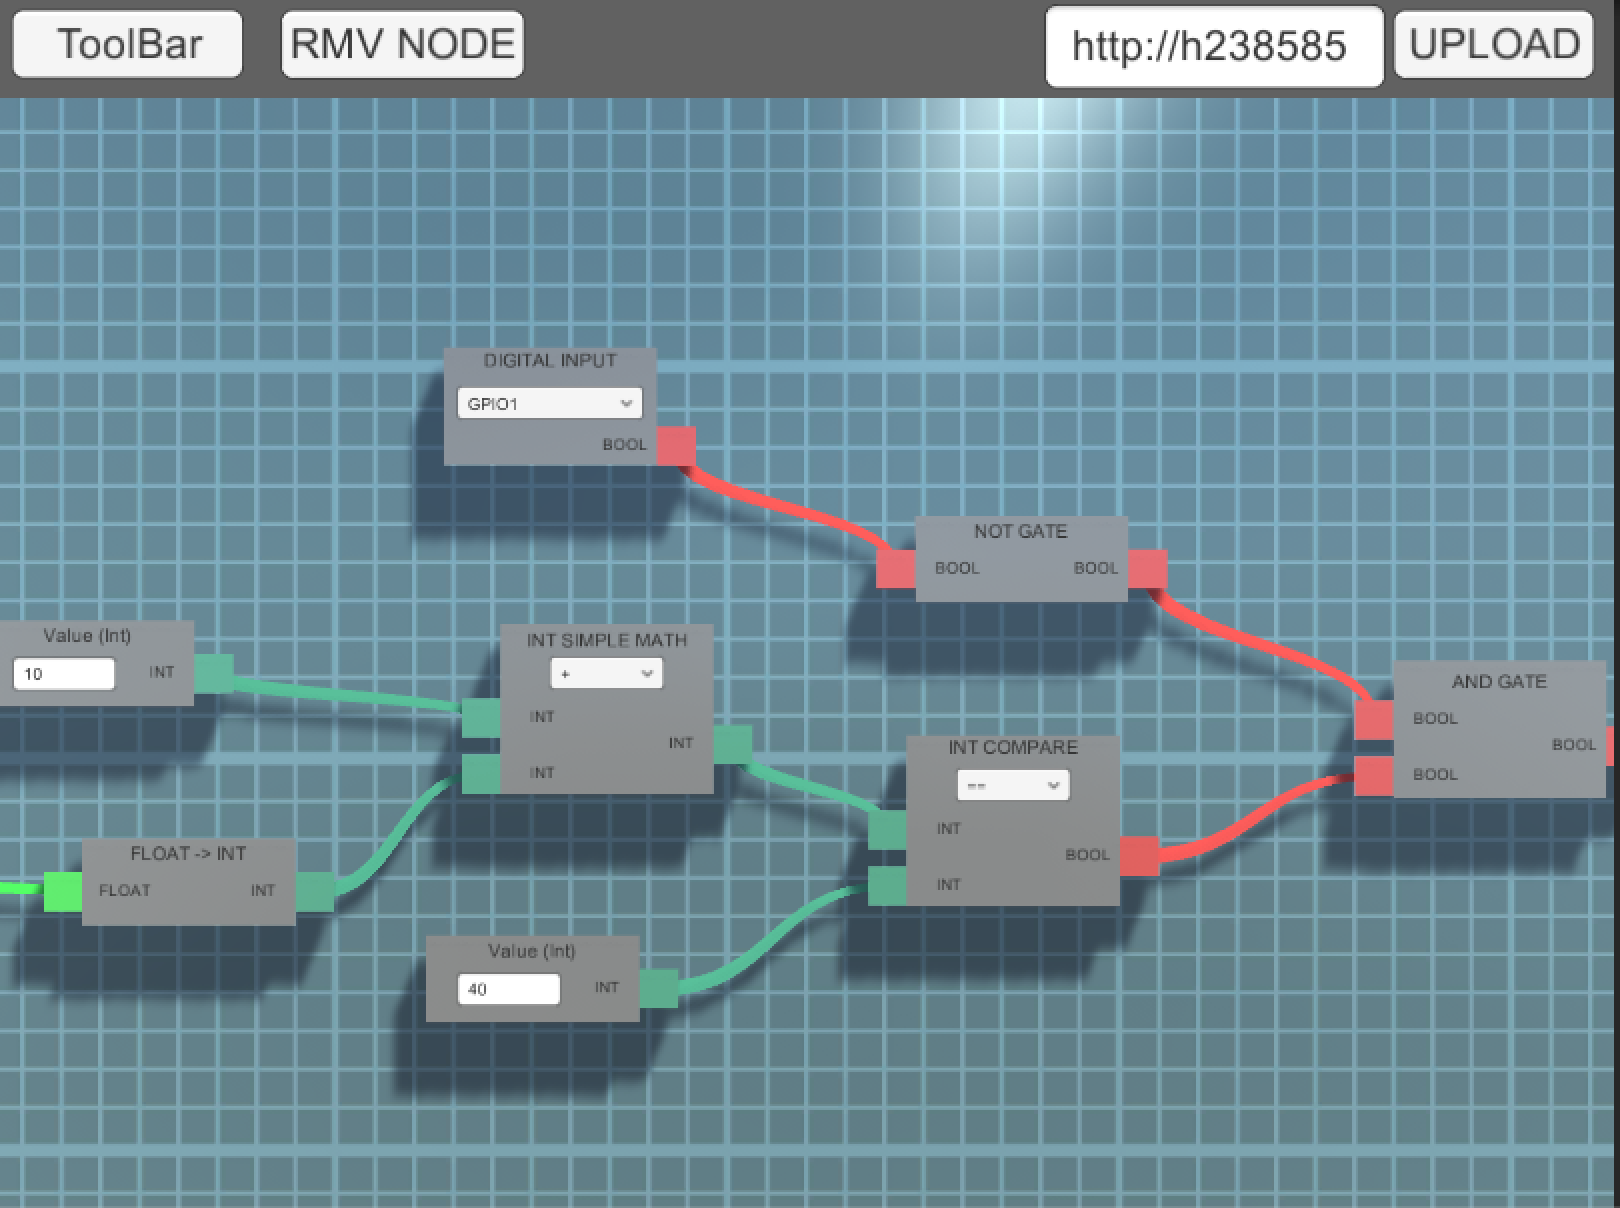 ToolBar
RMV NODE
http://h238585
UPLOAD
DIGITAL INPUT
GPIO1
BOOL
NOT GATE
BOOL BOOL
Value (Int)
10 INT
INT SIMPLE MATH
+
INT
INT
INT
AND GATE
BOOL
BOOL
BOOL
INT COMPARE
==
INT
BOOL
INT
FLOAT -> INT
FLOAT INT
Value (Int)
40 INT